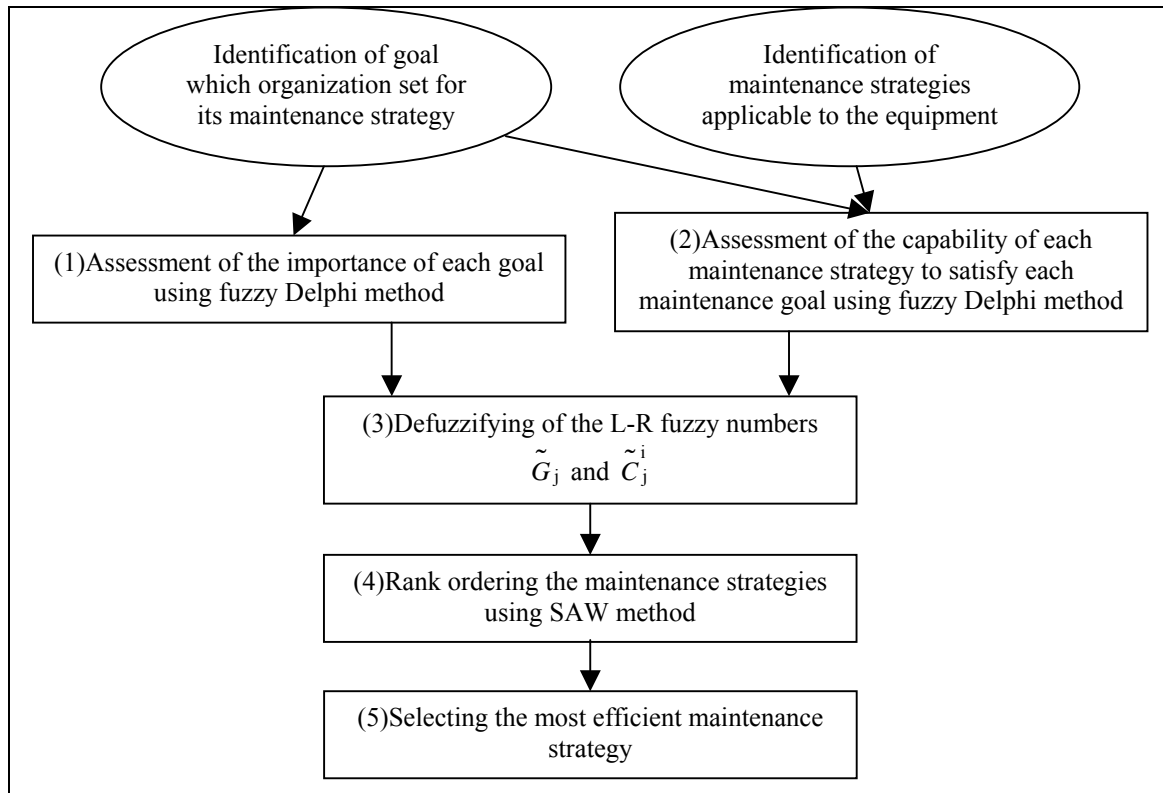 Identification of goal
which organization set for
its maintenance strategy
Identification of
maintenance strategies
applicable to the equipment
(1)Assessment of the importance of each goal
using fuzzy Delphi method
(2)Assessment of the capability of each
maintenance strategy to satisfy each
maintenance goal using fuzzy Delphi method
(3)Defuzzifying of the L-R fuzzy numbers
G̃ j and C̃ j i
(4)Rank ordering the maintenance strategies
using SAW method
(5)Selecting the most efficient maintenance
strategy